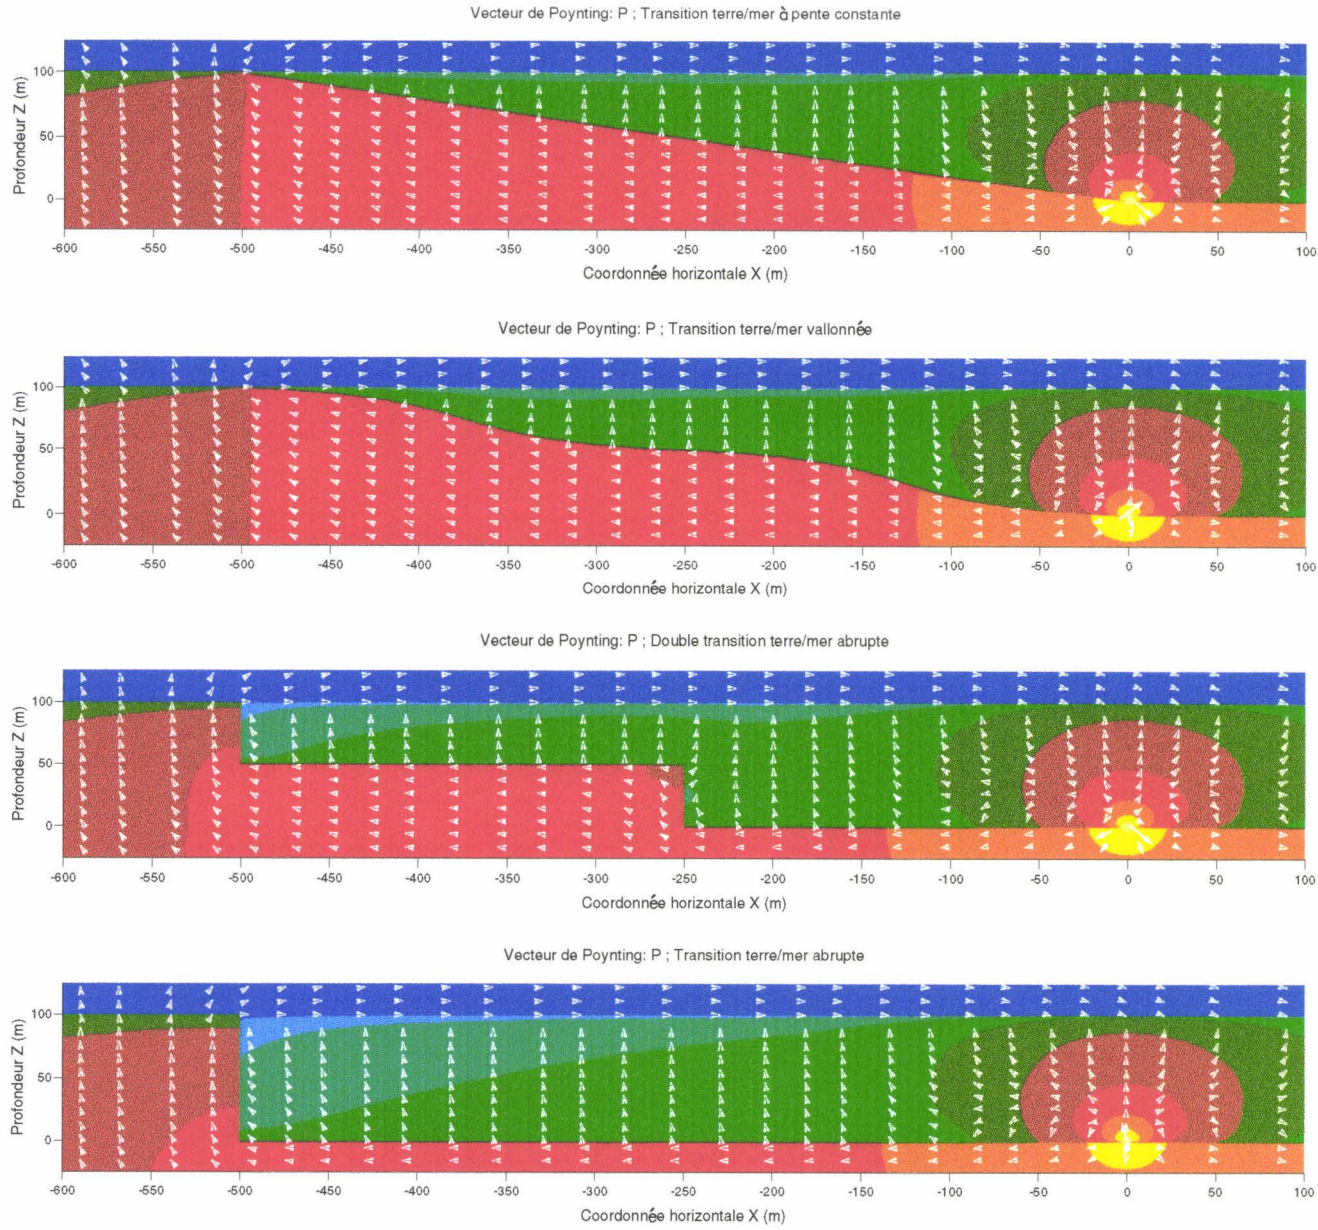 Vecteur de Poynting: P ; Transition terre/mer à pente constante
Profondeur Z (m)
100
50
0
-600 -550 -500 -450 -400 -350 -300 -250 -200 -150 -100 -50 0 50 100
Coordonnée horizontale X (m)
Vecteur de Poynting: P ; Transition terre/mer vallonnée
Profondeur Z (m)
100
50
0
-600 -550 -500 -450 -400 -350 -300 -250 -200 -150 -100 -50 0 50 100
Coordonnée horizontale X (m)
Vecteur de Poynting: P ; Double transition terre/mer abrupte
Profondeur Z (m)
100
50
0
-600 -550 -500 -450 -400 -350 -300 -250 -200 -150 -100 -50 0 50 100
Coordonnée horizontale X (m)
Vecteur de Poynting: P ; Transition terre/mer abrupte
Profondeur Z (m)
100
50
0
-600 -550 -500 -450 -400 -350 -300 -250 -200 -150 -100 -50 0 50 100
Coordonnée horizontale X (m)